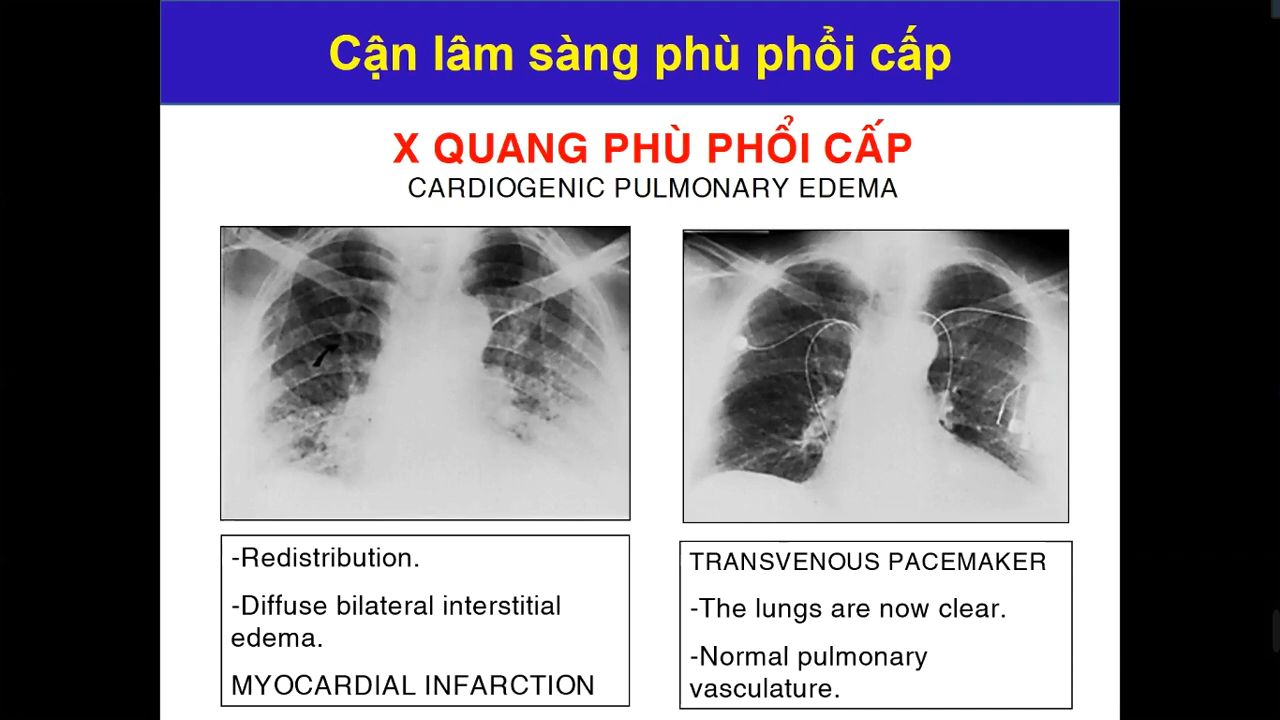 Cận lâm sàng phù phổi cấp
X QUANG PHÙ PHỔI CẤP
CARDIOGENIC PULMONARY EDEMA
-Redistribution.
-Diffuse bilateral interstitial
edema.
MYOCARDIAL INFARCTION
TRANSVENOUS PACEMAKER
-The lungs are now clear.
-Normal pulmonary
vasculature.